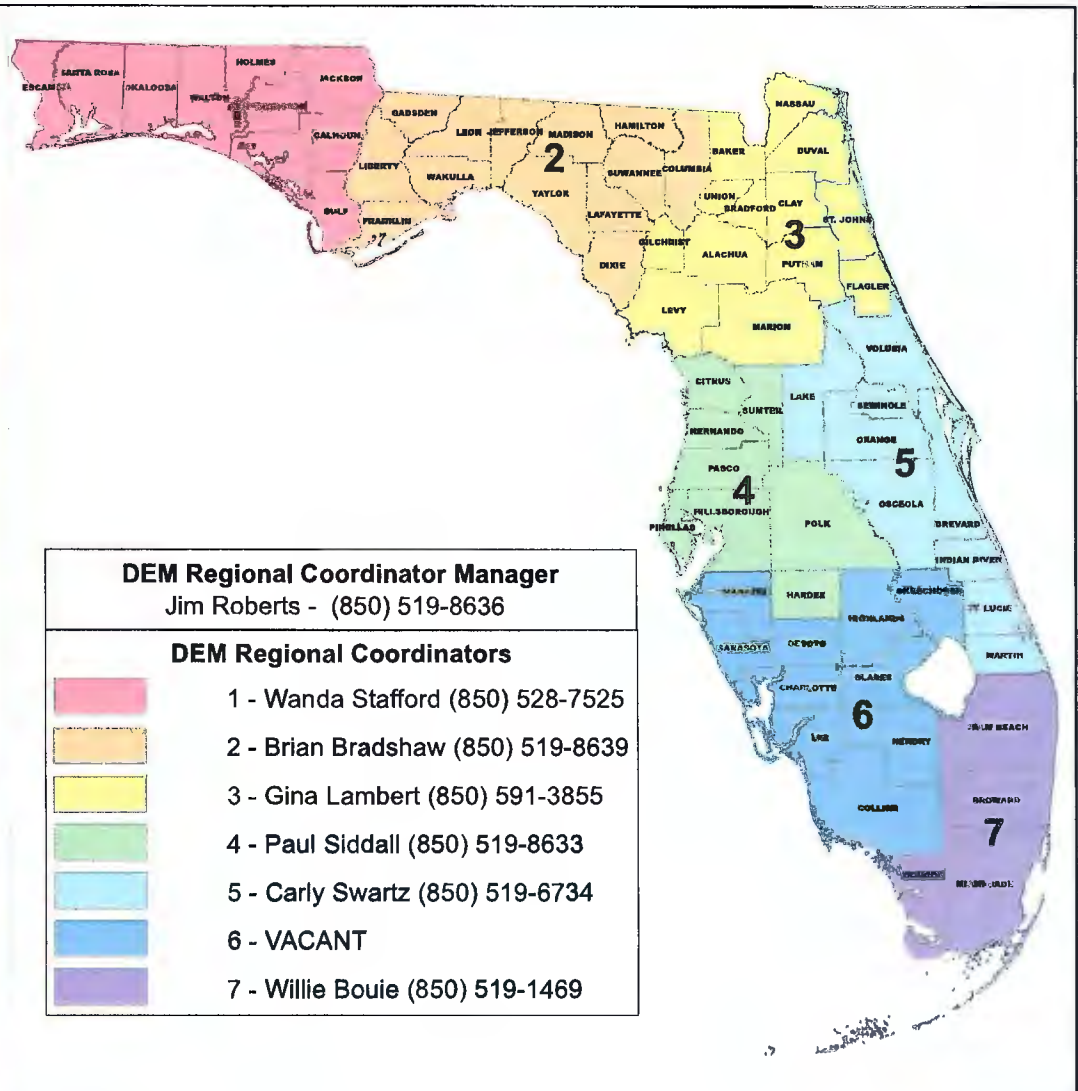 HOLMES
SANTA ROSA
JACKSON
ESCAMBIA
OKALOOSA
WALTON
GADSDEN
CALHOUN
LEON JEFFERSON MADISON
HAMILTON
2
LIBERTY
WAKULLA
TAYLOR
SUWANNEE COLUMBIA
GULF
FRANKLIN
LAFAYETTE
DIXIE
NASSAU
BAKER
DUVAL
UNION
BRADFORD
CLAY
ST. JOHNS
3
GILCHRIST
ALACHUA
PUTNAM
FLAGLER
LEVY
MARION
VOLUSIA
CITRUS
LAKE
SUMTER
SEMINOLE
HERNANDO
ORANGE
5
PASCO
4
OSCEOLA
HILLSBOROUGH
POLK
PINELLAS
BREVARD
INDIAN RIVER
MANATEE
HARDEE
OKEECHOBEE
HIGHLANDS
ST LUCIE
SARASOTA
DESOTO
MARTIN
CHARLOTTE
GLADES
6
LEE
HENDRY
PALM BEACH
COLLIER
BROWARD
7
MONROE
MIAMI-DADE
DEM Regional Coordinator Manager
Jim Roberts - (850) 519-8636
DEM Regional Coordinators
1 - Wanda Stafford (850) 528-7525
2 - Brian Bradshaw (850) 519-8639
3 - Gina Lambert (850) 591-3855
4 - Paul Siddall (850) 519-8633
5 - Carly Swartz (850) 519-6734
6 - VACANT
7 - Willie Bouie (850) 519-1469